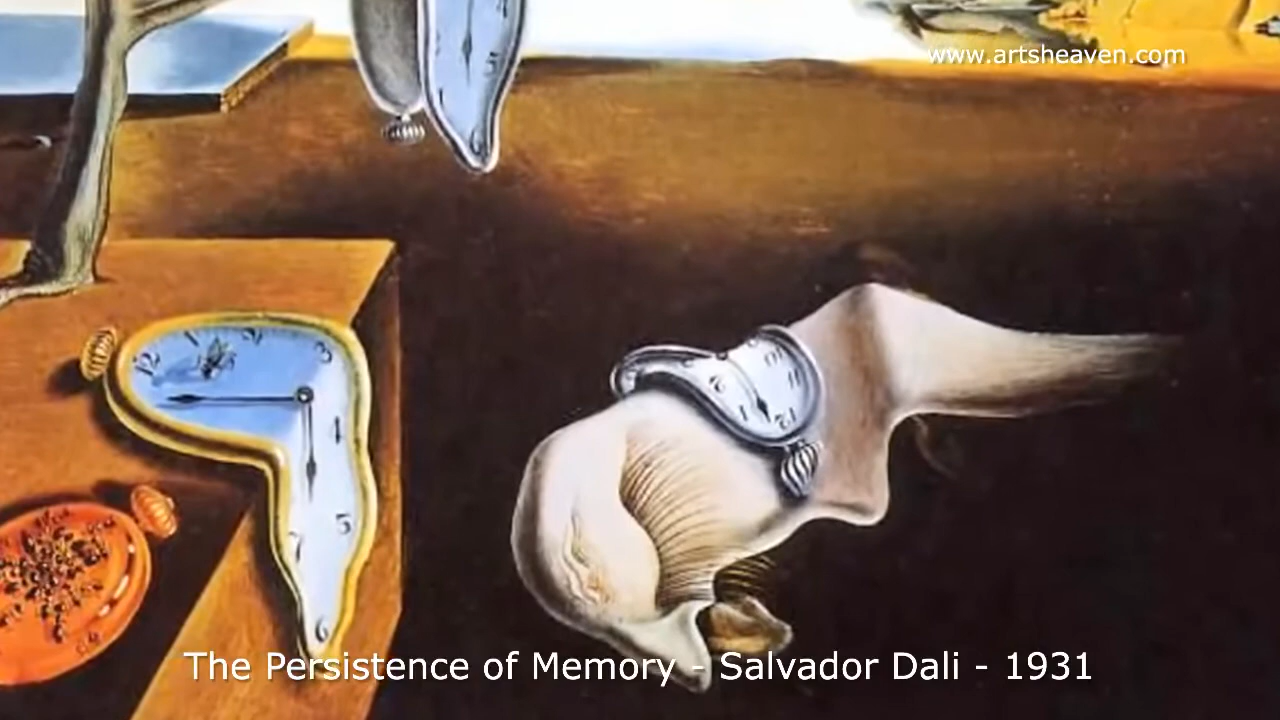 www.artsheaven.com
The Persistence of Memory - Salvador Dali - 1931